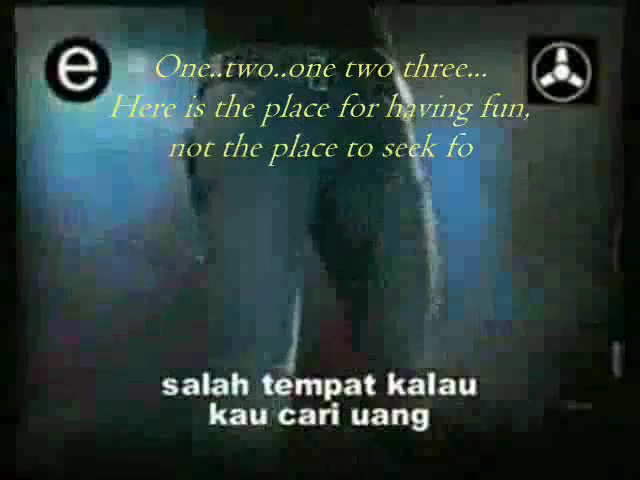 e
One..two..one two three...
Here is the place for having fun,
not the place to seek fo
salah tempat kalau
kau cari uang